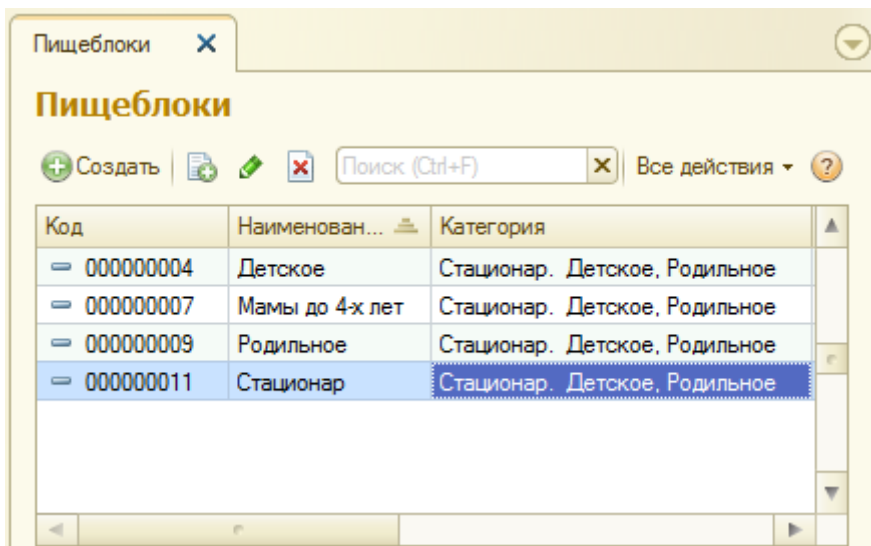 Пищеблоки
Пищеблоки
Создать Поиск (Ctrl+F) Все действия ?
Код Наименован... Категория
000000004 Детское Стационар. Детское, Родильное
000000007 Мамы до 4-х лет Стационар. Детское, Родильное
000000009 Родильное Стационар. Детское, Родильное
000000011 Стационар Стационар. Детское, Родильное